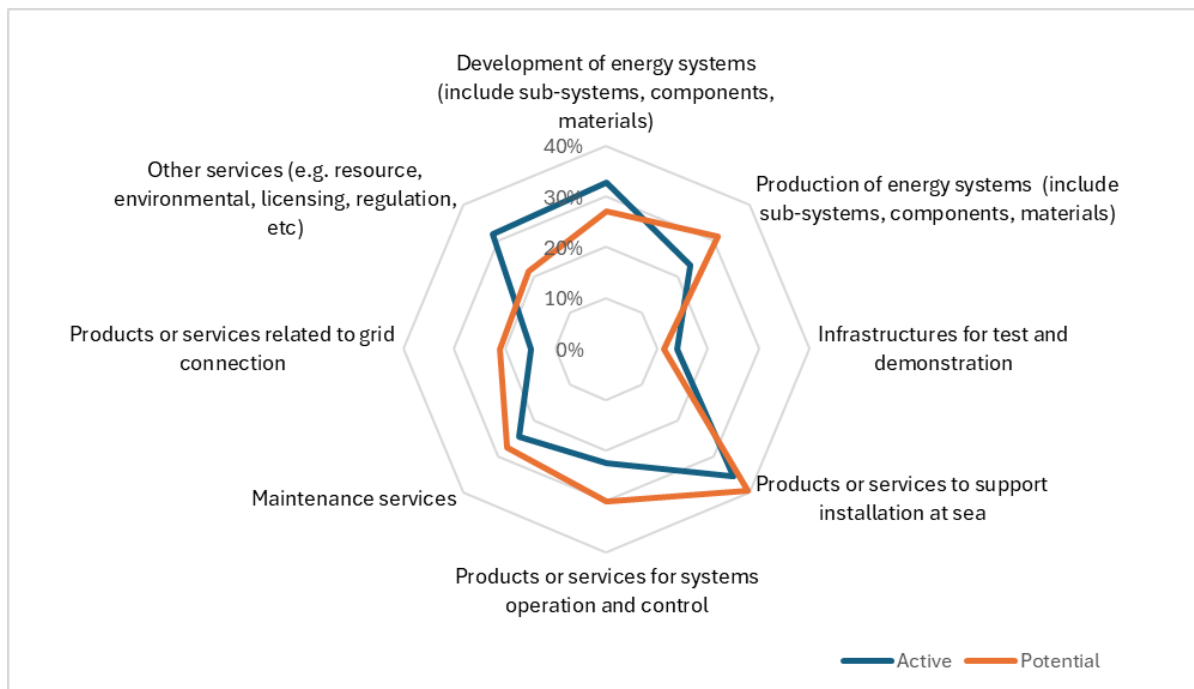 Development of energy systems
(include sub-systems, components,
materials)
40%
30%
20%
10%
0%
Production of energy systems  (include
sub-systems, components, materials)
Infrastructures for test and
demonstration
Products or services to support
installation at sea
Products or services for systems
operation and control
Maintenance services
Products or services related to grid
connection
Other services (e.g. resource,
environmental, licensing, regulation,
etc)
Active
Potential